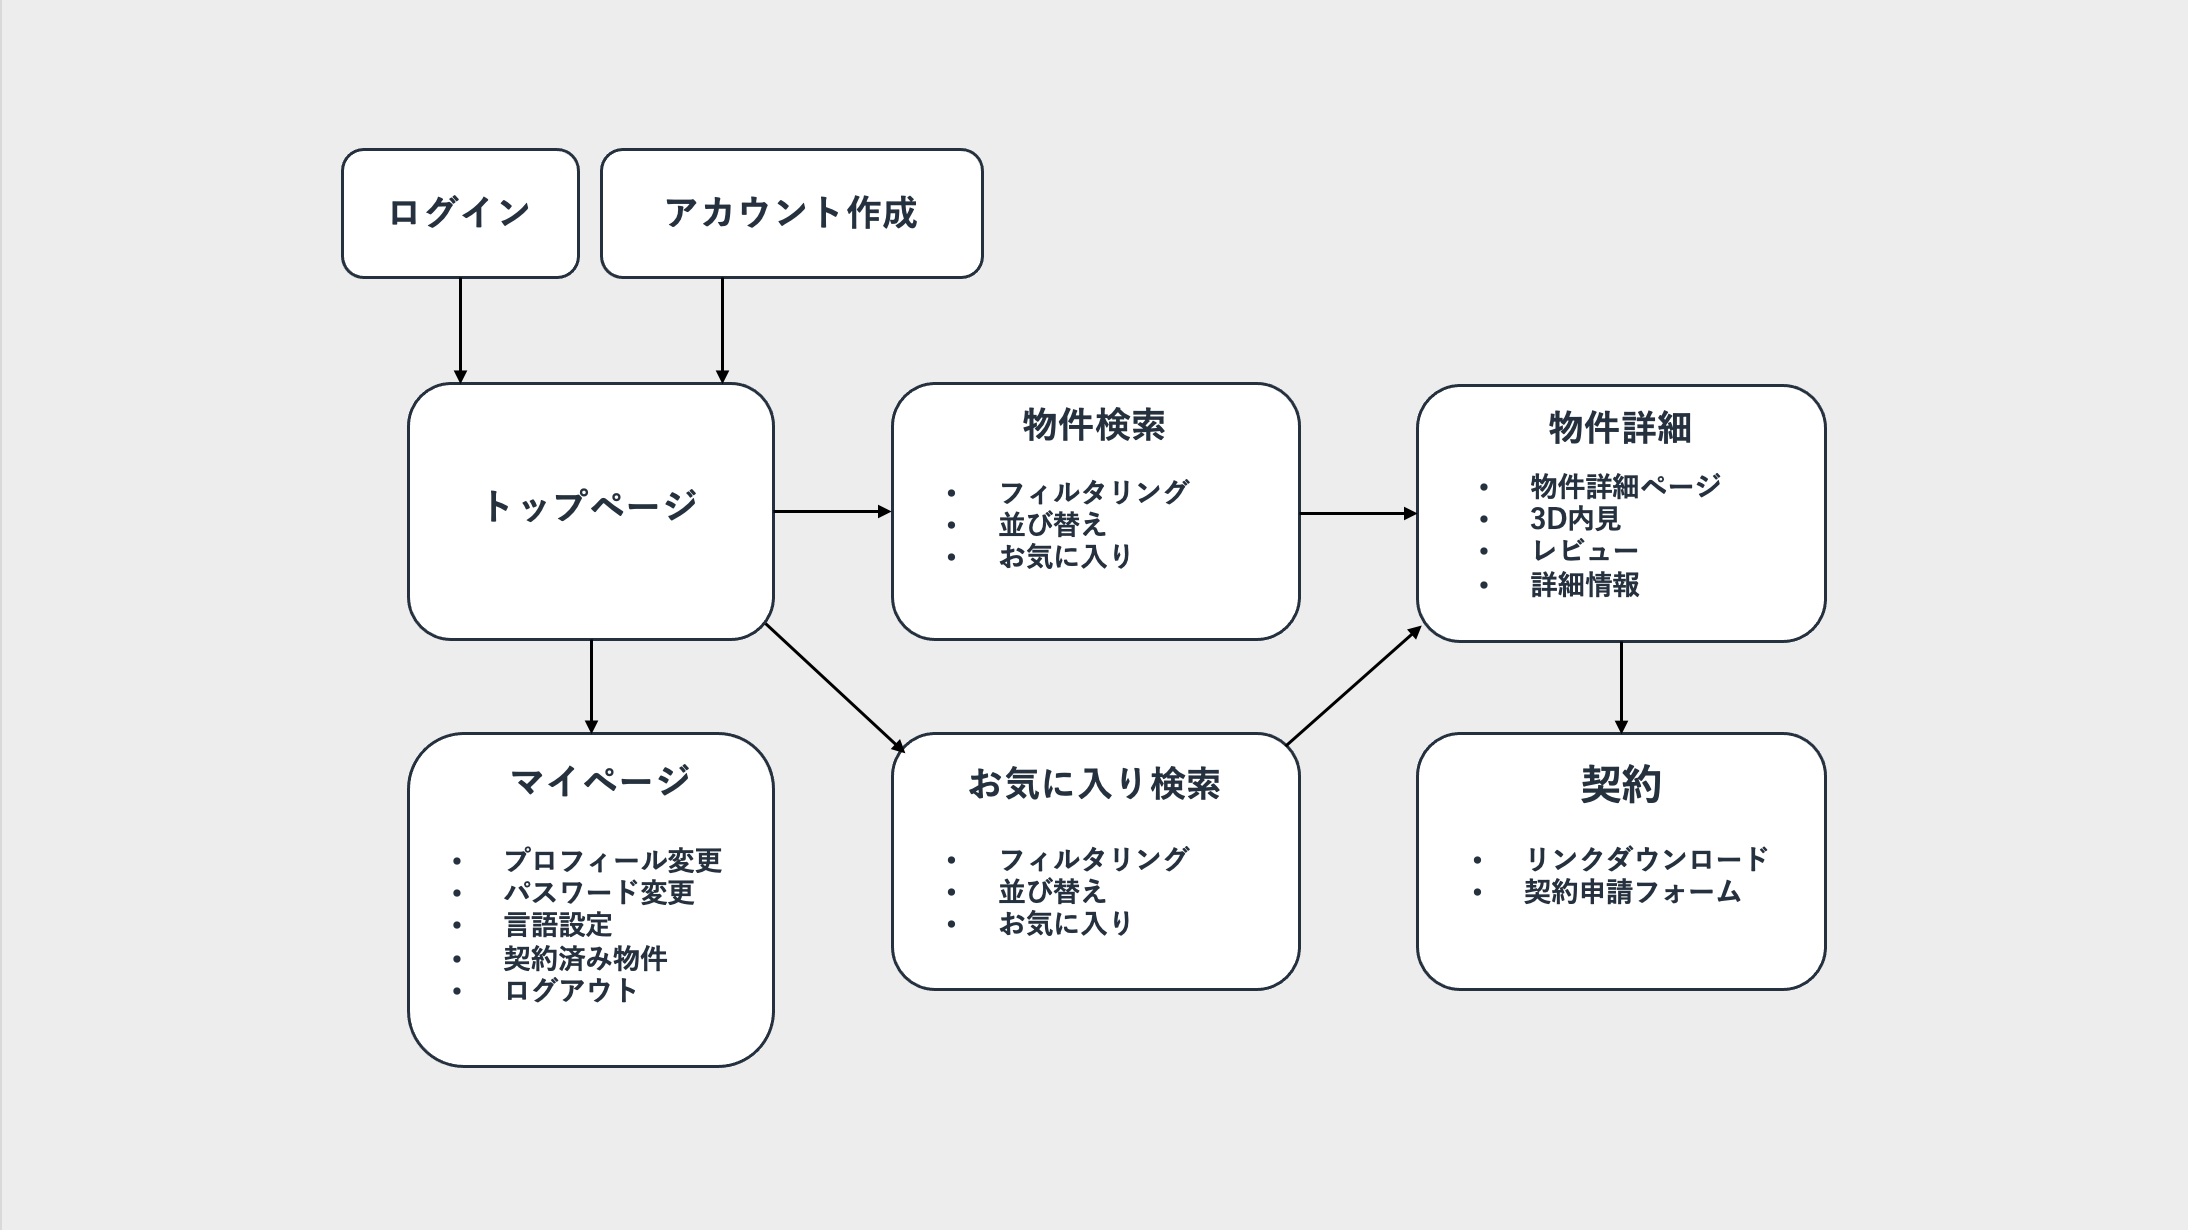 ログイン
アカウント作成
トップページ
物件検索
• フィルタリング
• 並び替え
• お気に入り
物件詳細
• 物件詳細ページ
• 3D内見
• レビュー
• 詳細情報
マイページ
• プロフィール変更
• パスワード変更
• 言語設定
• 契約済み物件
• ログアウト
お気に入り検索
• フィルタリング
• 並び替え
• お気に入り
契約
• リンクダウンロード
• 契約申請フォーム